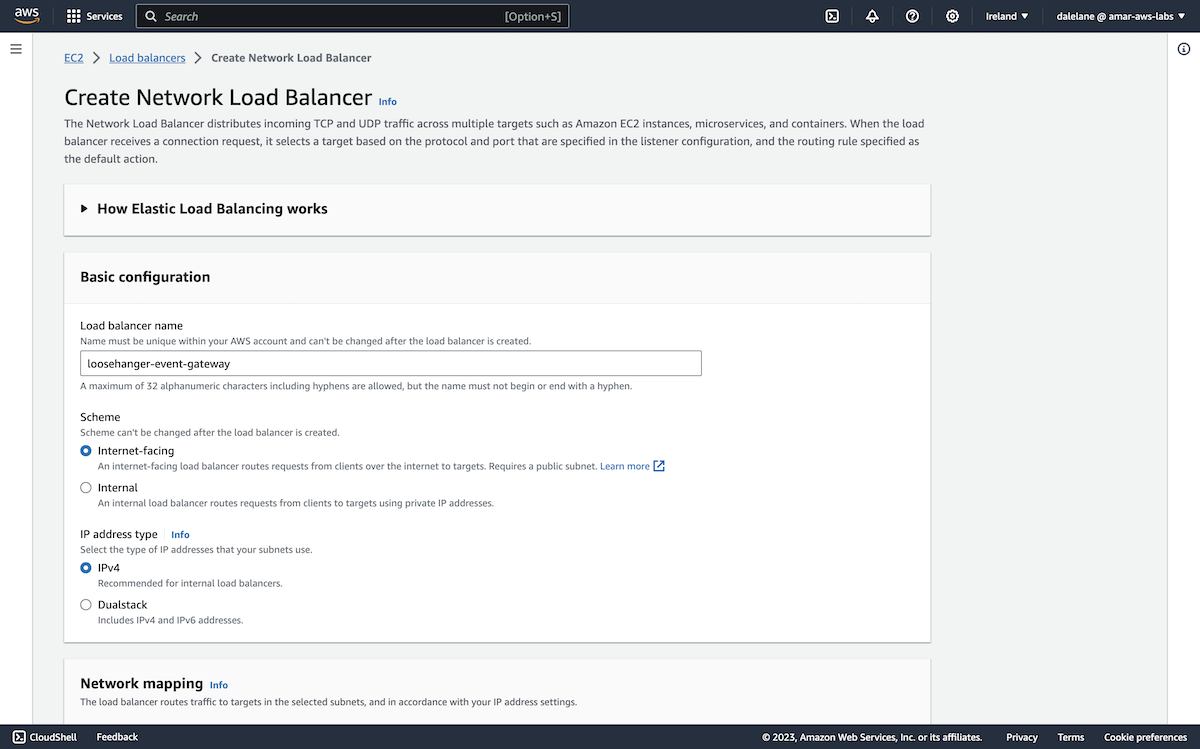 aws
Services
Search
[Option+S]
Ireland
dalelane @ amar-aws-labs
EC2
Load balancers
Create Network Load Balancer
Create Network Load Balancer Info
The Network Load Balancer distributes incoming TCP and UDP traffic across multiple targets such as Amazon EC2 instances, microservices, and containers. When the load
balancer receives a connection request, it selects a target based on the protocol and port that are specified in the listener configuration, and the routing rule specified as
the default action.
How Elastic Load Balancing works
Basic configuration
Load balancer name
Name must be unique within your AWS account and can't be changed after the load balancer is created.
loosehanger-event-gateway
A maximum of 32 alphanumeric characters including hyphens are allowed, but the name must not begin or end with a hyphen.
Scheme
Scheme can't be changed after the load balancer is created.
Internet-facing
An internet-facing load balancer routes requests from clients over the internet to targets. Requires a public subnet. Learn more
Internal
An internal load balancer routes requests from clients to targets using private IP addresses.
IP address type Info
Select the type of IP addresses that your subnets use.
IPv4
Recommended for internal load balancers.
Dualstack
Includes IPv4 and IPv6 addresses.
Network mapping Info
The load balancer routes traffic to targets in the selected subnets, and in accordance with your IP address settings.
CloudShell
Feedback
© 2023, Amazon Web Services, Inc. or its affiliates.
Privacy
Terms
Cookie preferences